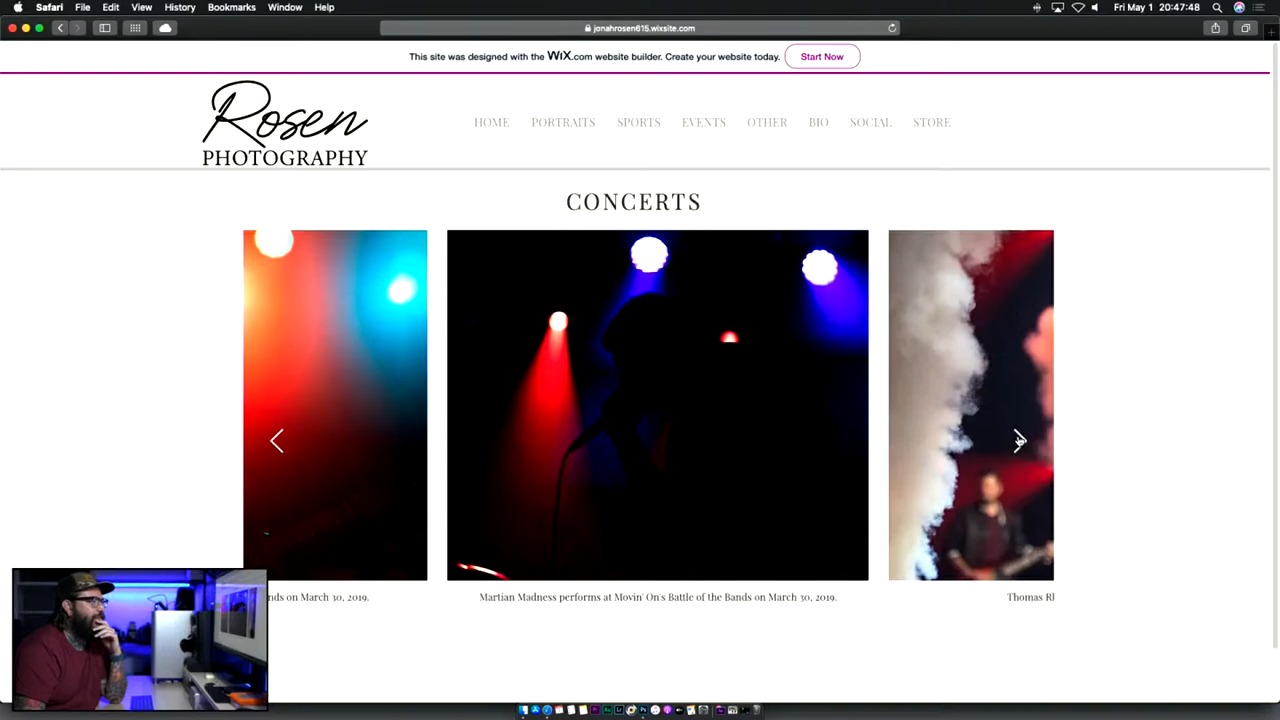 Safari File Edit View History Bookmarks Window Help Fri May 1 20:47:48
jonahrosen615.wixsite.com
This site was designed with the WiX.com website builder. Create your website today. Start Now
Rosen
PHOTOGRAPHY
HOME PORTRAITS SPORTS EVENTS OTHER BIO SOCIAL STORE
CONCERTS
nds on March 30, 2019. Martian Madness performs at Movin' On's Battle of the Bands on March 30, 2019. Thomas Rh